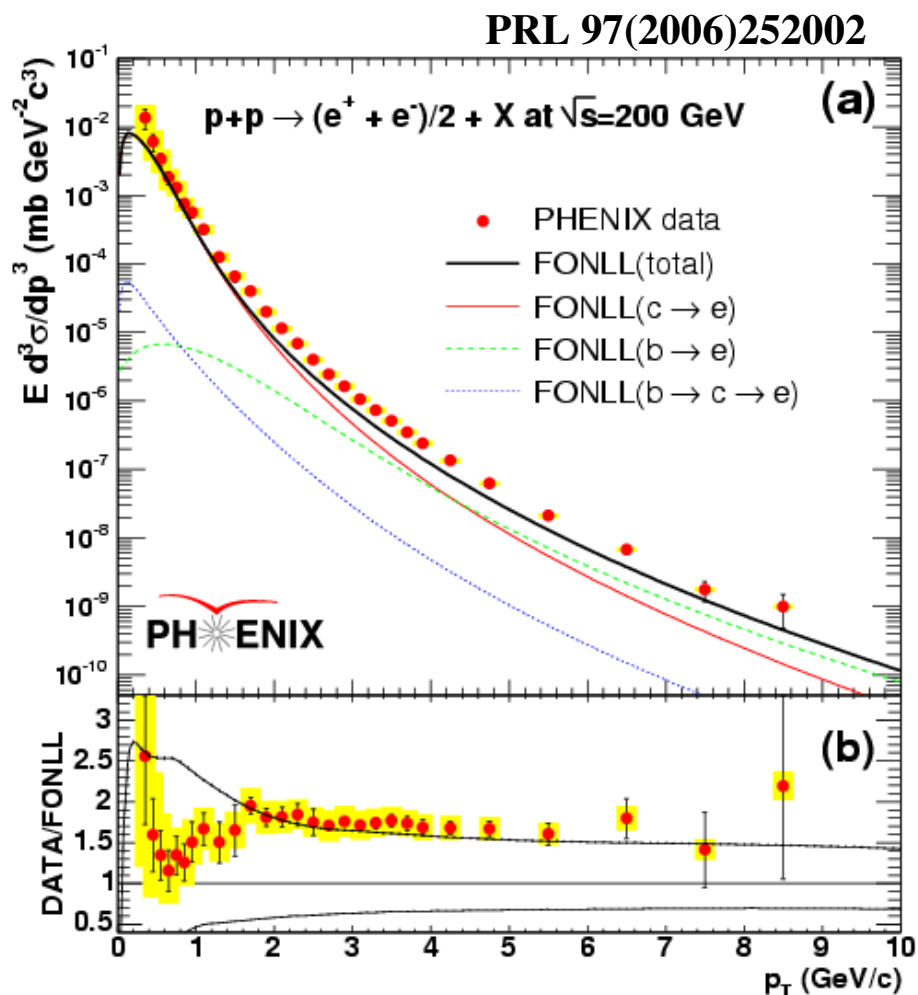 PRL 97(2006)252002
(a)
p+p → (e⁺ + e⁻)/2 + X at √s=200 GeV
E d³σ/dp³ (mb GeV⁻²c³)
10⁻¹
10⁻²
10⁻³
10⁻⁴
10⁻⁵
10⁻⁶
10⁻⁷
10⁻⁸
10⁻⁹
10⁻¹⁰
PHENIX data
FONLL(total)
FONLL(c → e)
FONLL(b → e)
FONLL(b → c → e)
PHENIX
(b)
DATA/FONLL
3
2.5
2
1.5
1
0.5
0 1 2 3 4 5 6 7 8 9 10
p_T (GeV/c)